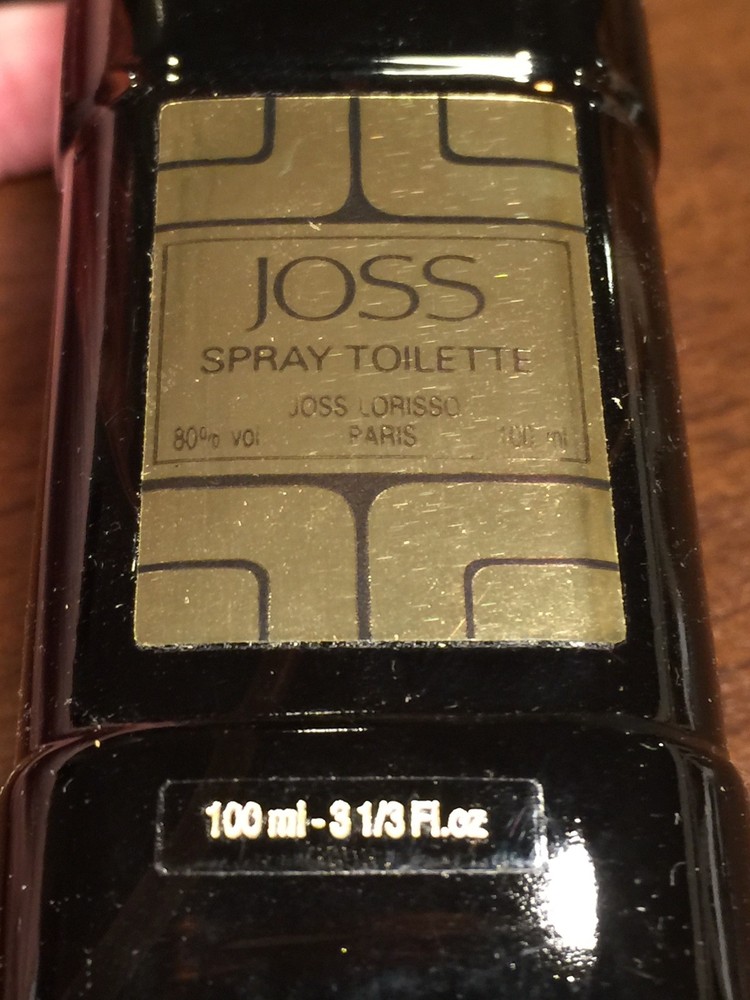 JOSS
SPRAY TOILETTE
JOSS LORISSO
80% vol PARIS 100 ml
100 ml - 3 1/3 Fl.oz